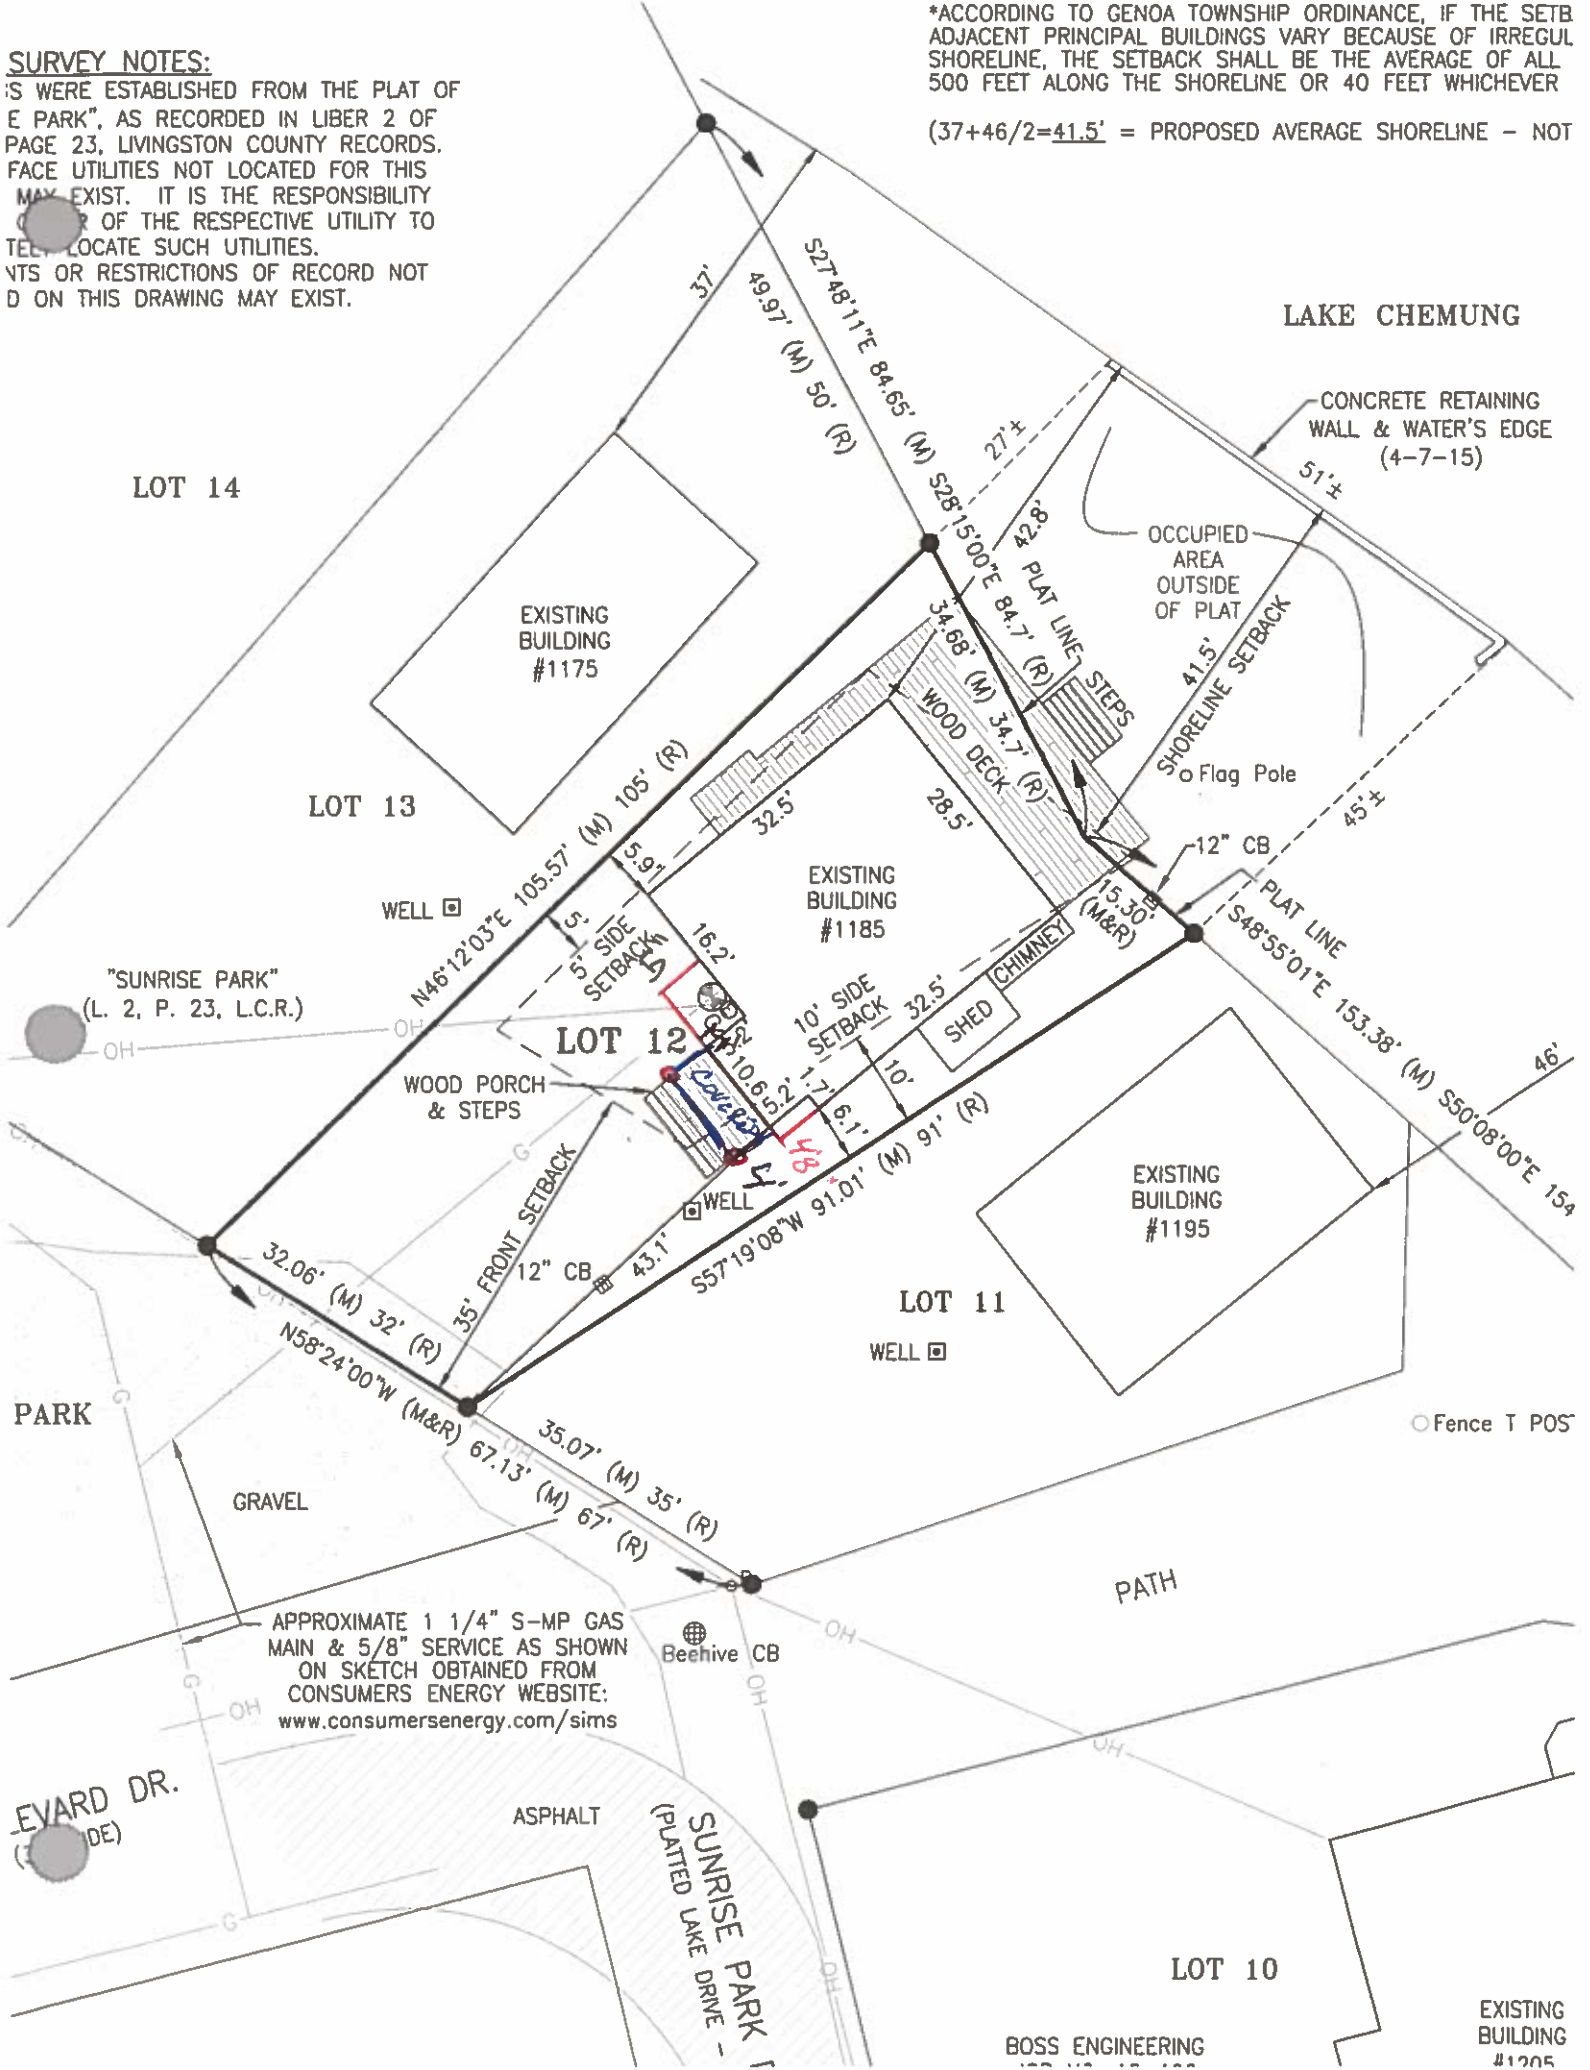 *ACCORDING TO GENOA TOWNSHIP ORDINANCE, IF THE SETB
ADJACENT PRINCIPAL BUILDINGS VARY BECAUSE OF IRREGUL
SHORELINE, THE SETBACK SHALL BE THE AVERAGE OF ALL
500 FEET ALONG THE SHORELINE OR 40 FEET WHICHEVER
(37+46/2=41.5' = PROPOSED AVERAGE SHORELINE – NOT
SURVEY NOTES:
S WERE ESTABLISHED FROM THE PLAT OF
E PARK", AS RECORDED IN LIBER 2 OF
PAGE 23, LIVINGSTON COUNTY RECORDS.
FACE UTILITIES NOT LOCATED FOR THIS
MAY EXIST. IT IS THE RESPONSIBILITY
R OF THE RESPECTIVE UTILITY TO
LOCATE SUCH UTILITIES.
NTS OR RESTRICTIONS OF RECORD NOT
D ON THIS DRAWING MAY EXIST.
37'
S27°48'11"E 84.65' (M) S28°15'00"E 84.7' (R)
49.97' (M) 50' (R)
LAKE CHEMUNG
CONCRETE RETAINING
WALL & WATER'S EDGE
(4-7-15)
27'±
51'±
42.8'
LOT 14
OCCUPIED
AREA
OUTSIDE
OF PLAT
PLAT LINE
STEPS
41.5'
SHORELINE SETBACK
34.68' (M) 34.7' (R)
EXISTING
BUILDING
#1175
WOOD DECK
Flag Pole
45'±
LOT 13
32.5'
28.5'
12" CB
N46°12'03"E 105.57' (M) 105' (R)
5.9'
EXISTING
BUILDING
#1185
15.30'
(M&R)
PLAT LINE
S48°55'01"E 153.38' (M) S50°08'00"E 154
WELL
5'
5' SIDE
SETBACK
16.2'
CHIMNEY
SHED
"SUNRISE PARK"
(L. 2, P. 23, L.C.R.)
10' SIDE
SETBACK
32.5'
10'
OH
OH
LOT 12
10.6
5.2'
1.7'
6.1'
46'
WOOD PORCH
& STEPS
Concrete
48
WELL
G
35' FRONT SETBACK
12" CB
43.1'
S57°19'08"W 91.01' (M) 91' (R)
EXISTING
BUILDING
#1195
32.06' (M) 32' (R)
N58°24'00"W (M&R) 67.13' (M) 67' (R)
OH
LOT 11
WELL
PARK
G
OH
35.07' (M) 35' (R)
Fence T POST
GRAVEL
PATH
APPROXIMATE 1 1/4" S-MP GAS
MAIN & 5/8" SERVICE AS SHOWN
ON SKETCH OBTAINED FROM
CONSUMERS ENERGY WEBSITE:
www.consumersenergy.com/sims
Beehive CB
P
OH
G
OH
OH
OH
EVARD DR.
DE)
ASPHALT
SUNRISE PARK
(PLATTED LAKE DRIVE –
G
OH
LOT 10
BOSS ENGINEERING
EXISTING
BUILDING
#1205